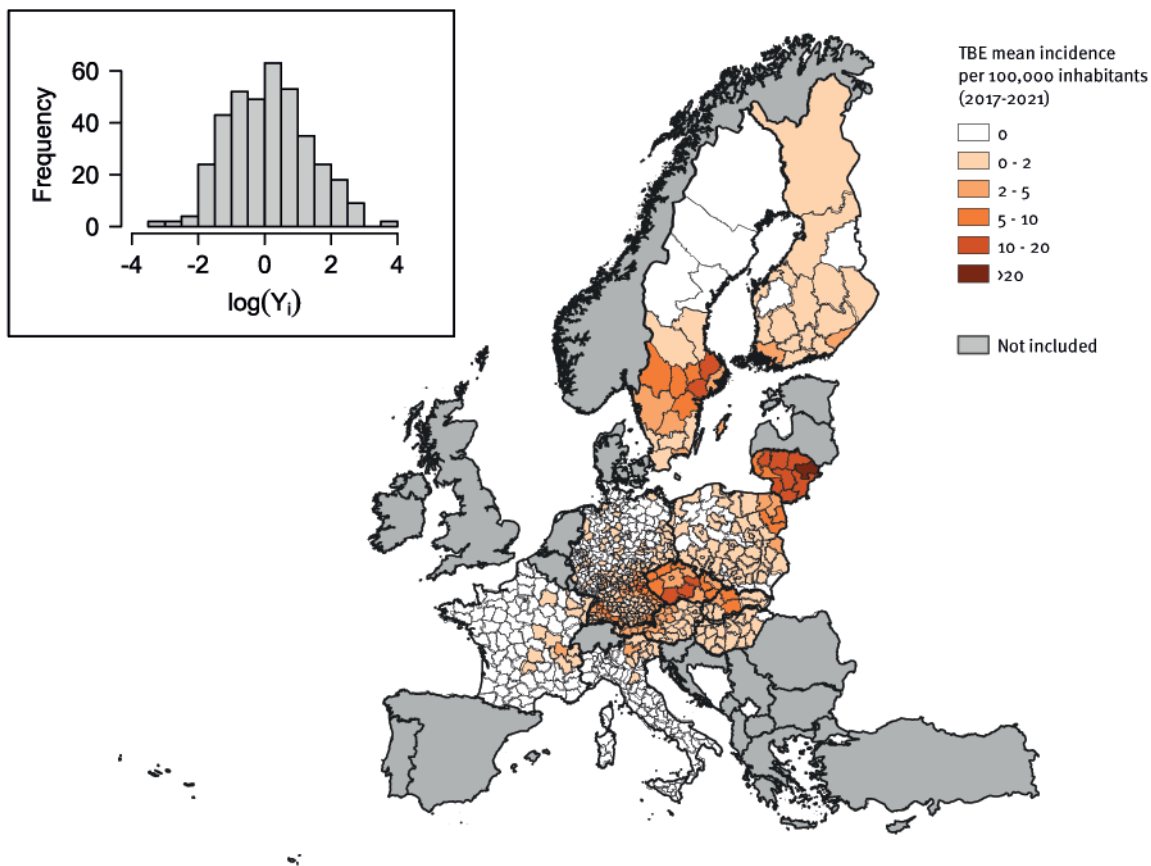 60
40
20
0
Frequency
-4 -2 0 2 4
log(Yi)
TBE mean incidence
per 100,000 inhabitants
(2017-2021)
0
0 - 2
2 - 5
5 - 10
10 - 20
>20
Not included